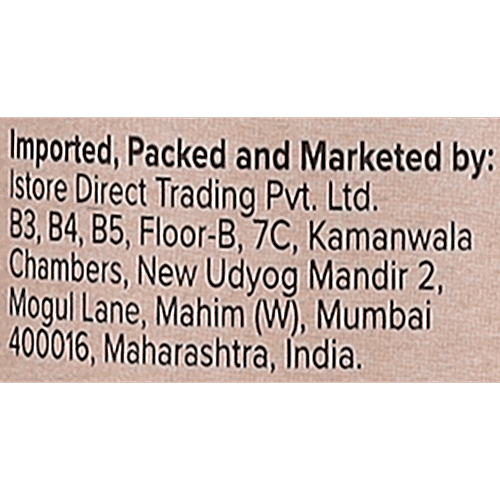 Imported, Packed and Marketed by:
Istore Direct Trading Pvt. Ltd.
B3, B4, B5, Floor-B, 7C, Kamanwala
Chambers, New Udyog Mandir 2,
Mogul Lane, Mahim (W), Mumbai
400016, Maharashtra, India.